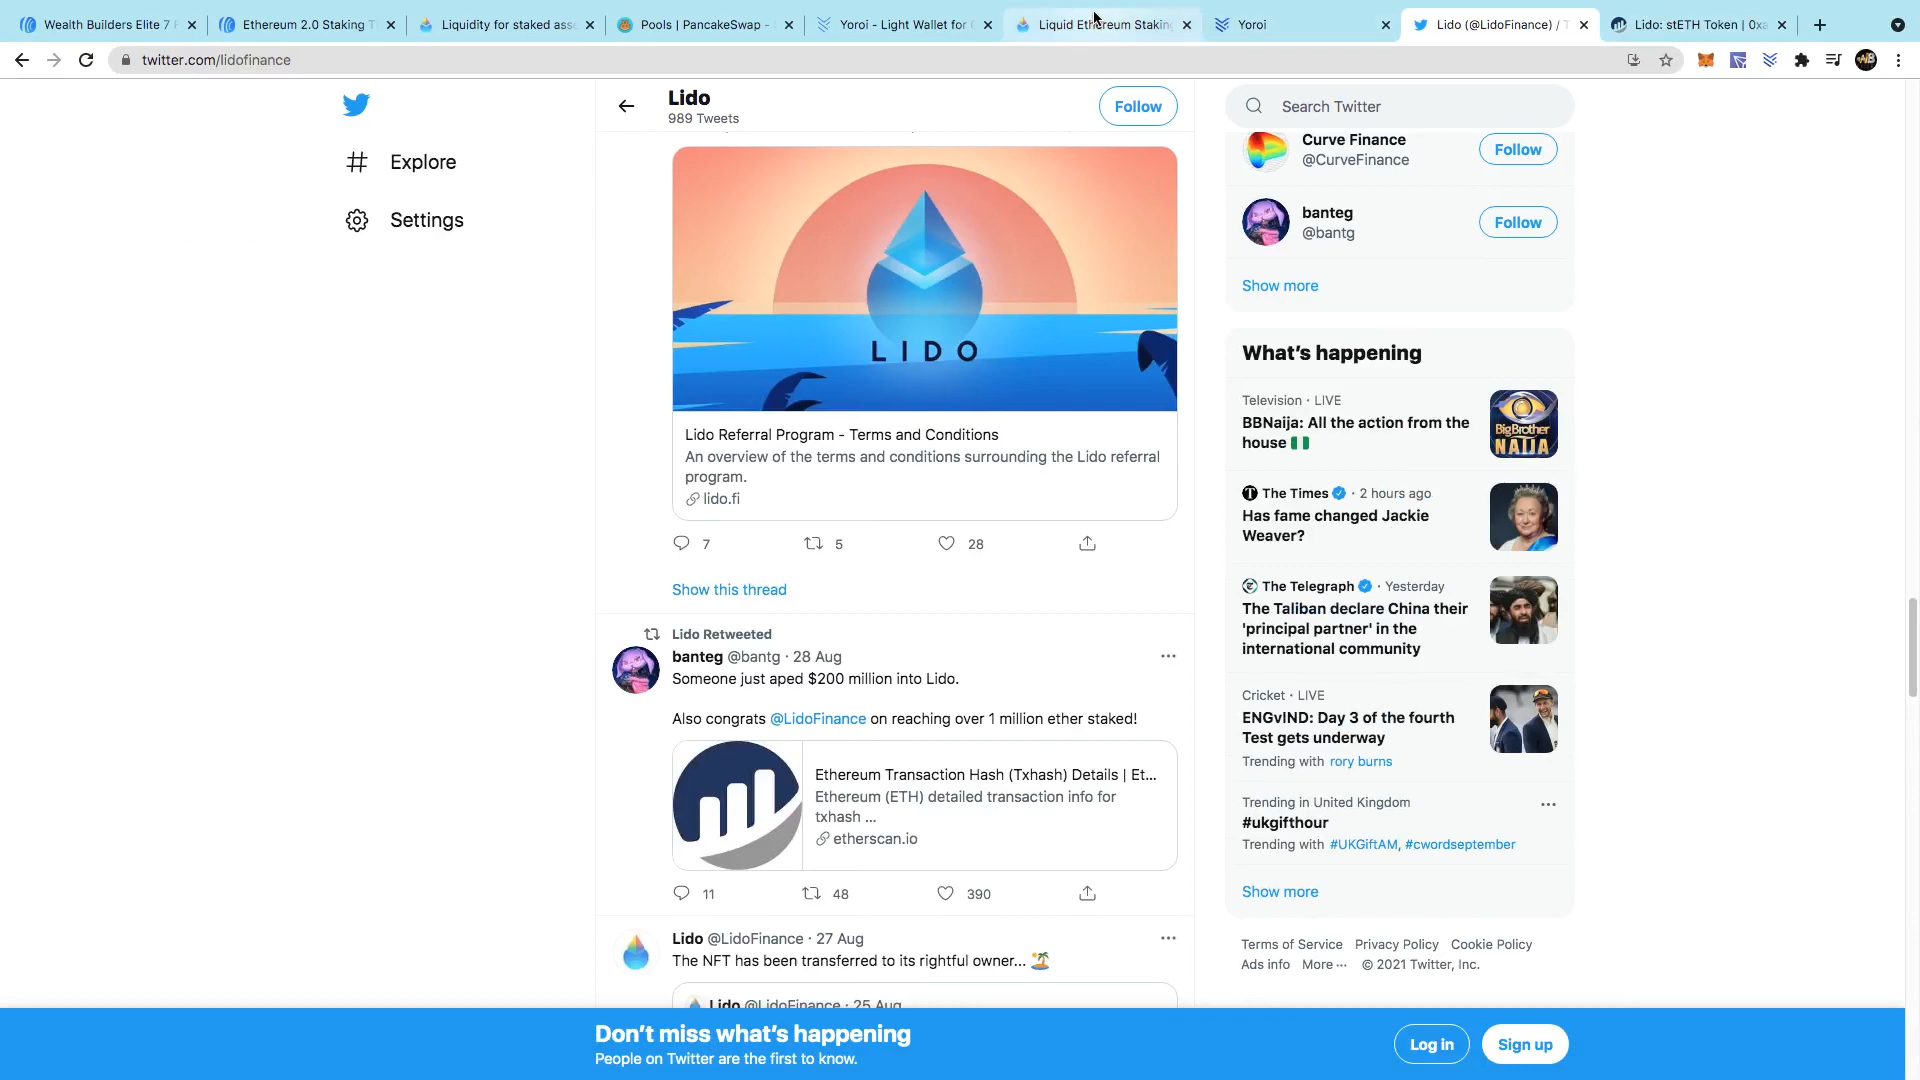 Wealth Builders Elite 7 F
Ethereum 2.0 Staking T
Liquidity for staked asse
Pools | PancakeSwap -
Yoroi - Light Wallet for C
Liquid Ethereum Staking
Yoroi
Lido (@LidoFinance) / T
Lido: stETH Token | 0xa
twitter.com/lidofinance
Lido
989 Tweets
Follow
Search Twitter
Explore
Settings
LIDO
Lido Referral Program - Terms and Conditions
An overview of the terms and conditions surrounding the Lido referral
program.
lido.fi
7
5
28
Show this thread
Lido Retweeted
banteg @bantg · 28 Aug
Someone just aped $200 million into Lido.
Also congrats @LidoFinance on reaching over 1 million ether staked!
Ethereum Transaction Hash (Txhash) Details | Et...
Ethereum (ETH) detailed transaction info for
txhash ...
etherscan.io
11
48
390
Lido @LidoFinance · 27 Aug
The NFT has been transferred to its rightful owner...
Lido @LidoFinance · 25 Aug
Curve Finance
@CurveFinance
Follow
banteg
@bantg
Follow
Show more
What's happening
Television · LIVE
BBNaija: All the action from the
house
BigBrother
NAIJA
The Times · 2 hours ago
Has fame changed Jackie
Weaver?
The Telegraph · Yesterday
The Taliban declare China their
'principal partner' in the
international community
Cricket · LIVE
ENGvIND: Day 3 of the fourth
Test gets underway
Trending with rory burns
Trending in United Kingdom
#ukgifthour
Trending with #UKGiftAM, #cwordseptember
Show more
Terms of Service Privacy Policy Cookie Policy
Ads info More ··· © 2021 Twitter, Inc.
Don't miss what's happening
People on Twitter are the first to know.
Log in
Sign up